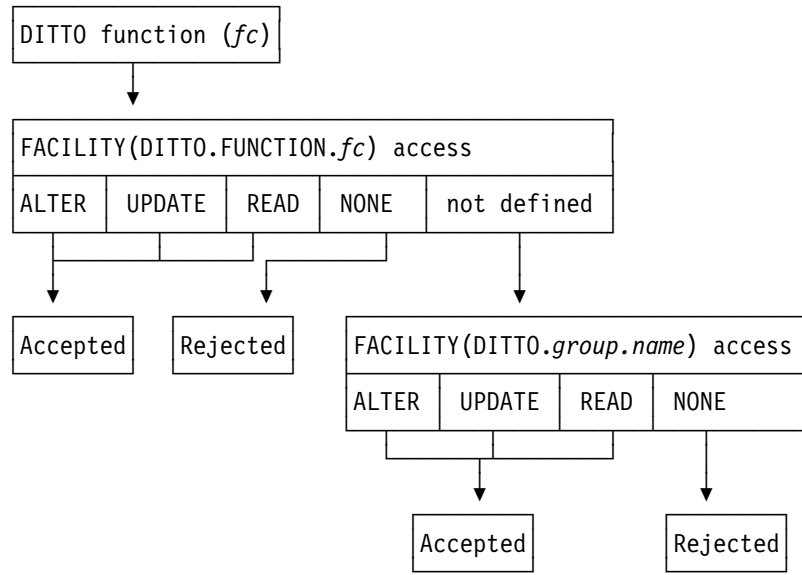 DITTO function (fc)
FACILITY(DITTO.FUNCTION.fc) access
ALTER UPDATE READ NONE not defined
Accepted Rejected
FACILITY(DITTO.group.name) access
ALTER UPDATE READ NONE
Accepted Rejected